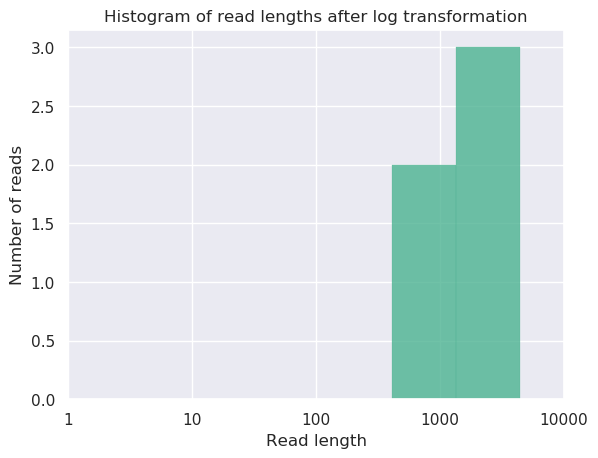 Histogram of read lengths after log transformation
3.0
2.5
2.0
1.5
1.0
0.5
0.0
Number of reads
1 10 100 1000 10000
Read length